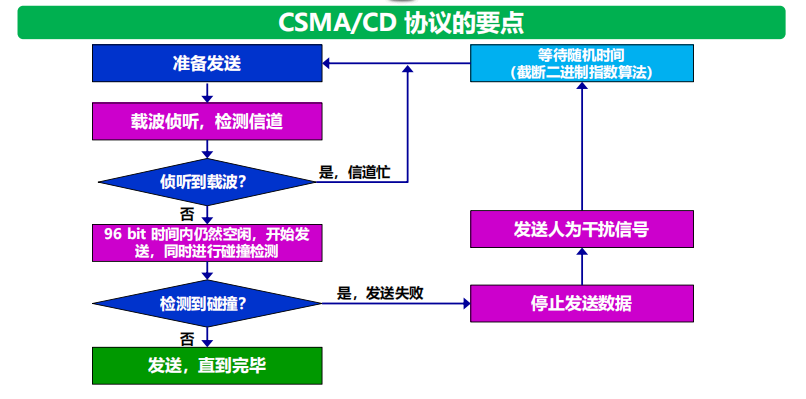 CSMA/CD 协议的要点
准备发送
等待随机时间
（截断二进制指数算法）
载波侦听，检测信道
侦听到载波？
是，信道忙
否
96 bit 时间内仍然空闲，开始发
送，同时进行碰撞检测
发送人为干扰信号
检测到碰撞？
是，发送失败
停止发送数据
否
发送，直到完毕